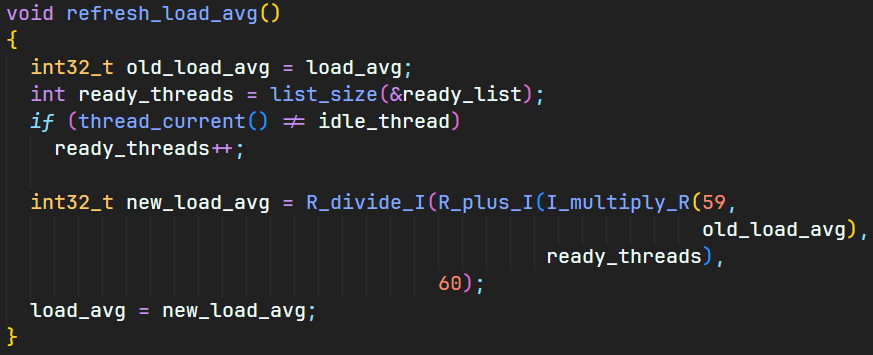 void refresh_load_avg()
{
  int32_t old_load_avg = load_avg;
  int ready_threads = list_size(&ready_list);
  if (thread_current() != idle_thread)
    ready_threads++;

  int32_t new_load_avg = R_divide_I(R_plus_I(I_multiply_R(59,
                                                          old_load_avg),
                                             ready_threads),
                                    60);
  load_avg = new_load_avg;
}